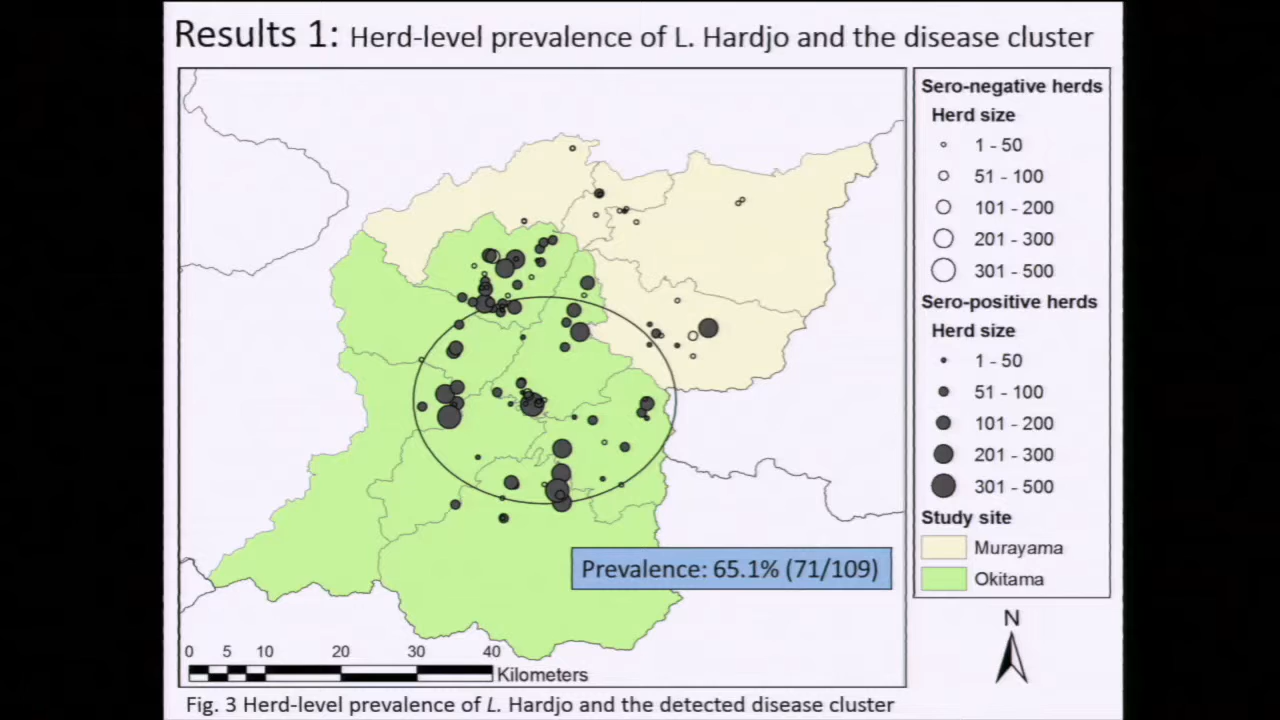 Results 1: Herd-level prevalence of L. Hardjo and the disease cluster
Sero-negative herds
Herd size
1 - 50
51 - 100
101 - 200
201 - 300
301 - 500
Sero-positive herds
Herd size
1 - 50
51 - 100
101 - 200
201 - 300
301 - 500
Study site
Murayama
Okitama
Prevalence: 65.1% (71/109)
N
0 5 10 20 30 40
Kilometers
Fig. 3 Herd-level prevalence of L. Hardjo and the detected disease cluster